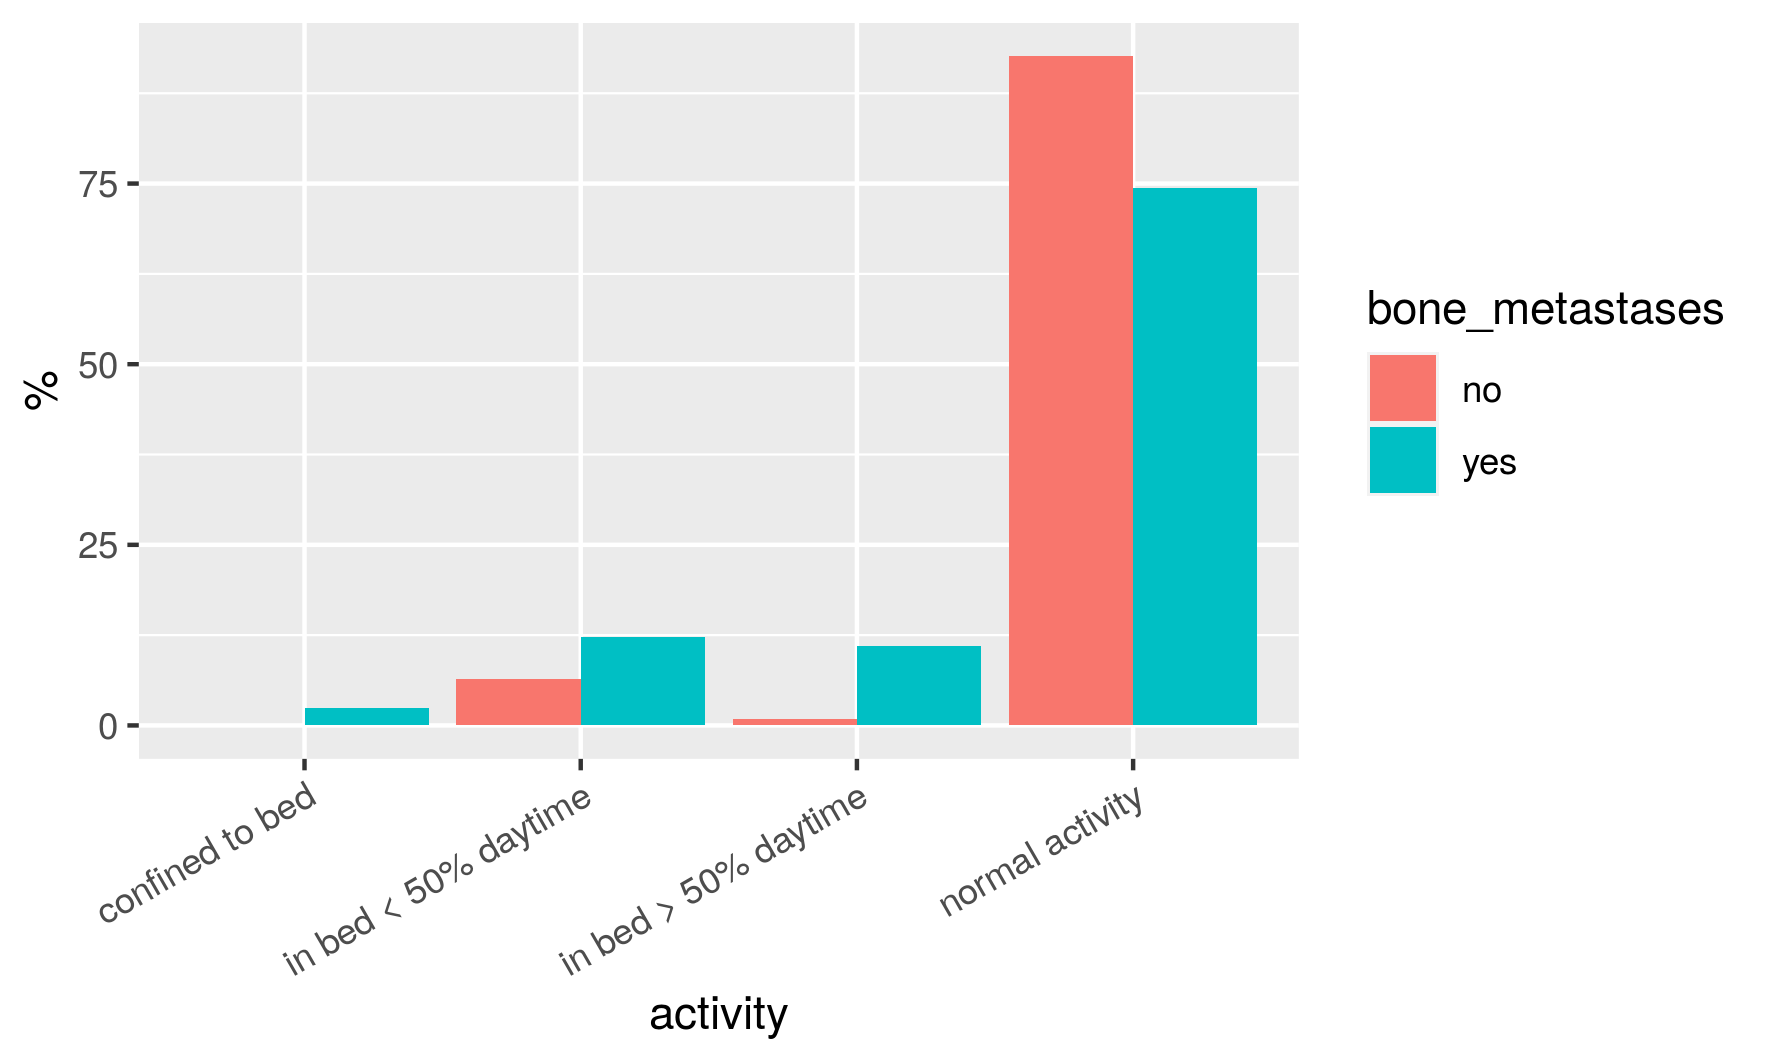 75
50
25
0
%
confined to bed
in bed < 50% daytime
in bed > 50% daytime
normal activity
activity
bone_metastases
no
yes